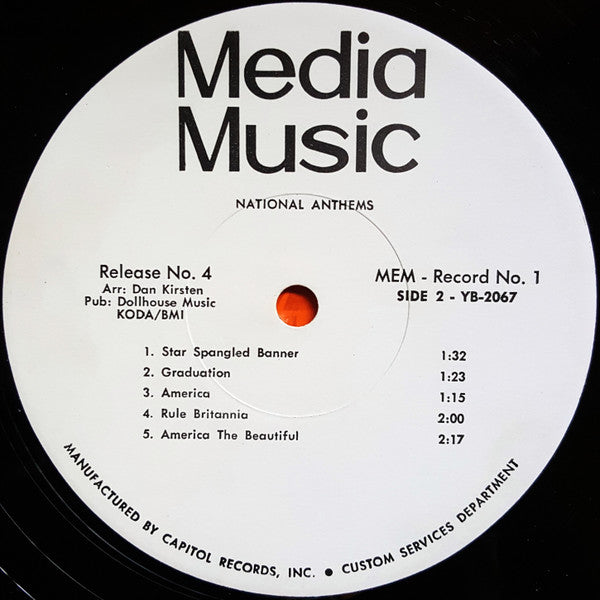 Media
Music
NATIONAL ANTHEMS
Release No. 4
Arr: Dan Kirsten
Pub: Dollhouse Music
KODA/BMI
MEM - Record No. 1
SIDE 2 - YB-2067
1. Star Spangled Banner 1:32
2. Graduation 1:23
3. America 1:15
4. Rule Britannia 2:00
5. America The Beautiful 2:17
MANUFACTURED BY CAPITOL RECORDS, INC. ● CUSTOM SERVICES DEPARTMENT